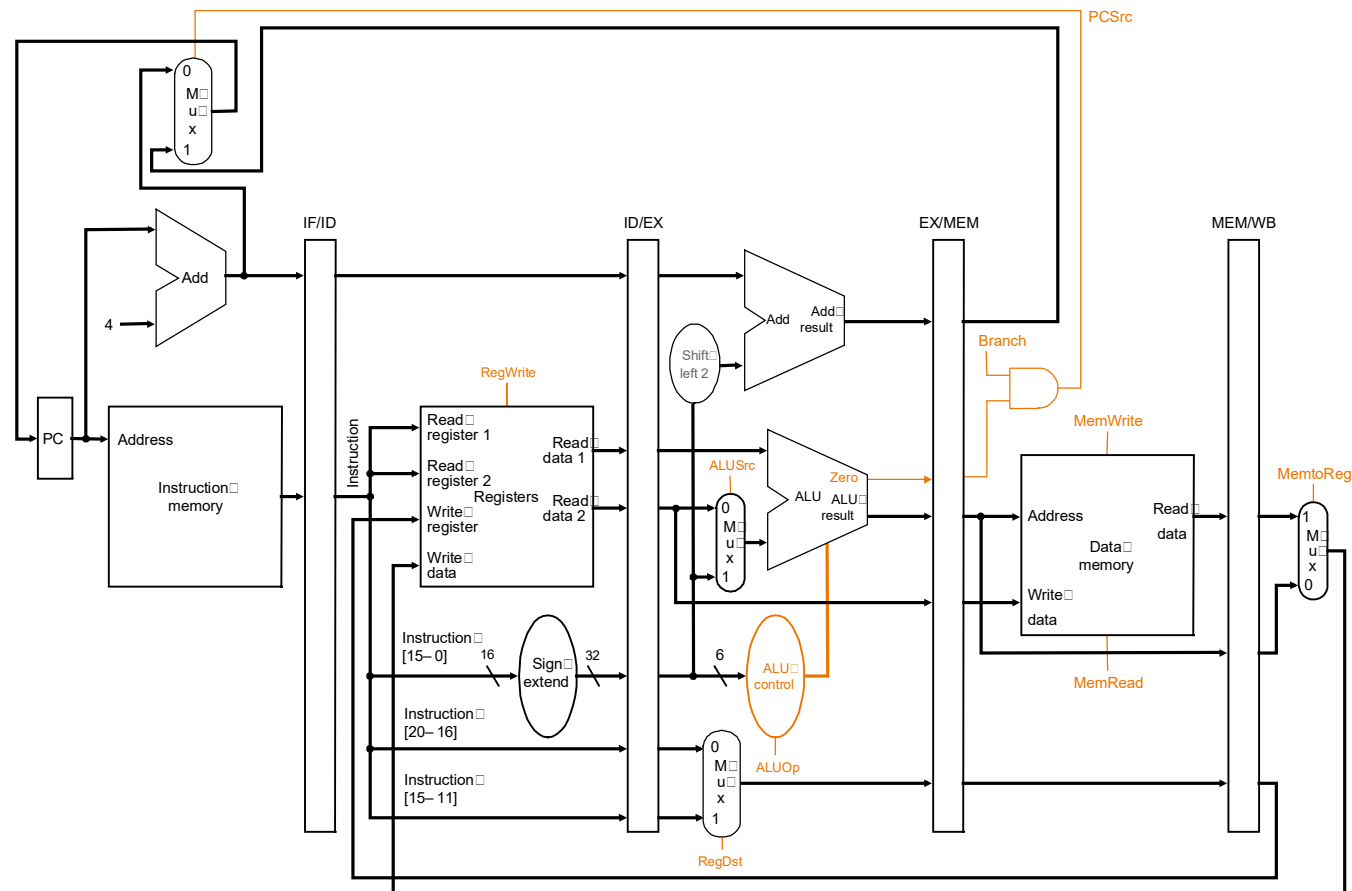 PCSrc
0
M
u
x
1
IF/ID
ID/EX
EX/MEM
MEM/WB
Add
4
Add
Add
result
Shift
left 2
Branch
RegWrite
PC
Address
Instruction
memory
Instruction
Read
register 1
Read
register 2
Write
register
Write
data
Registers
Read
data 1
Read
data 2
ALUSrc
0
M
u
x
1
Zero
ALU
ALU
result
MemWrite
Address
Read
data
Data
memory
Write
data
MemRead
MemtoReg
1
M
u
x
0
Instruction
[15– 0]
16
Sign
extend
32
6
ALU
control
ALUOp
Instruction
[20– 16]
Instruction
[15– 11]
0
M
u
x
1
RegDst